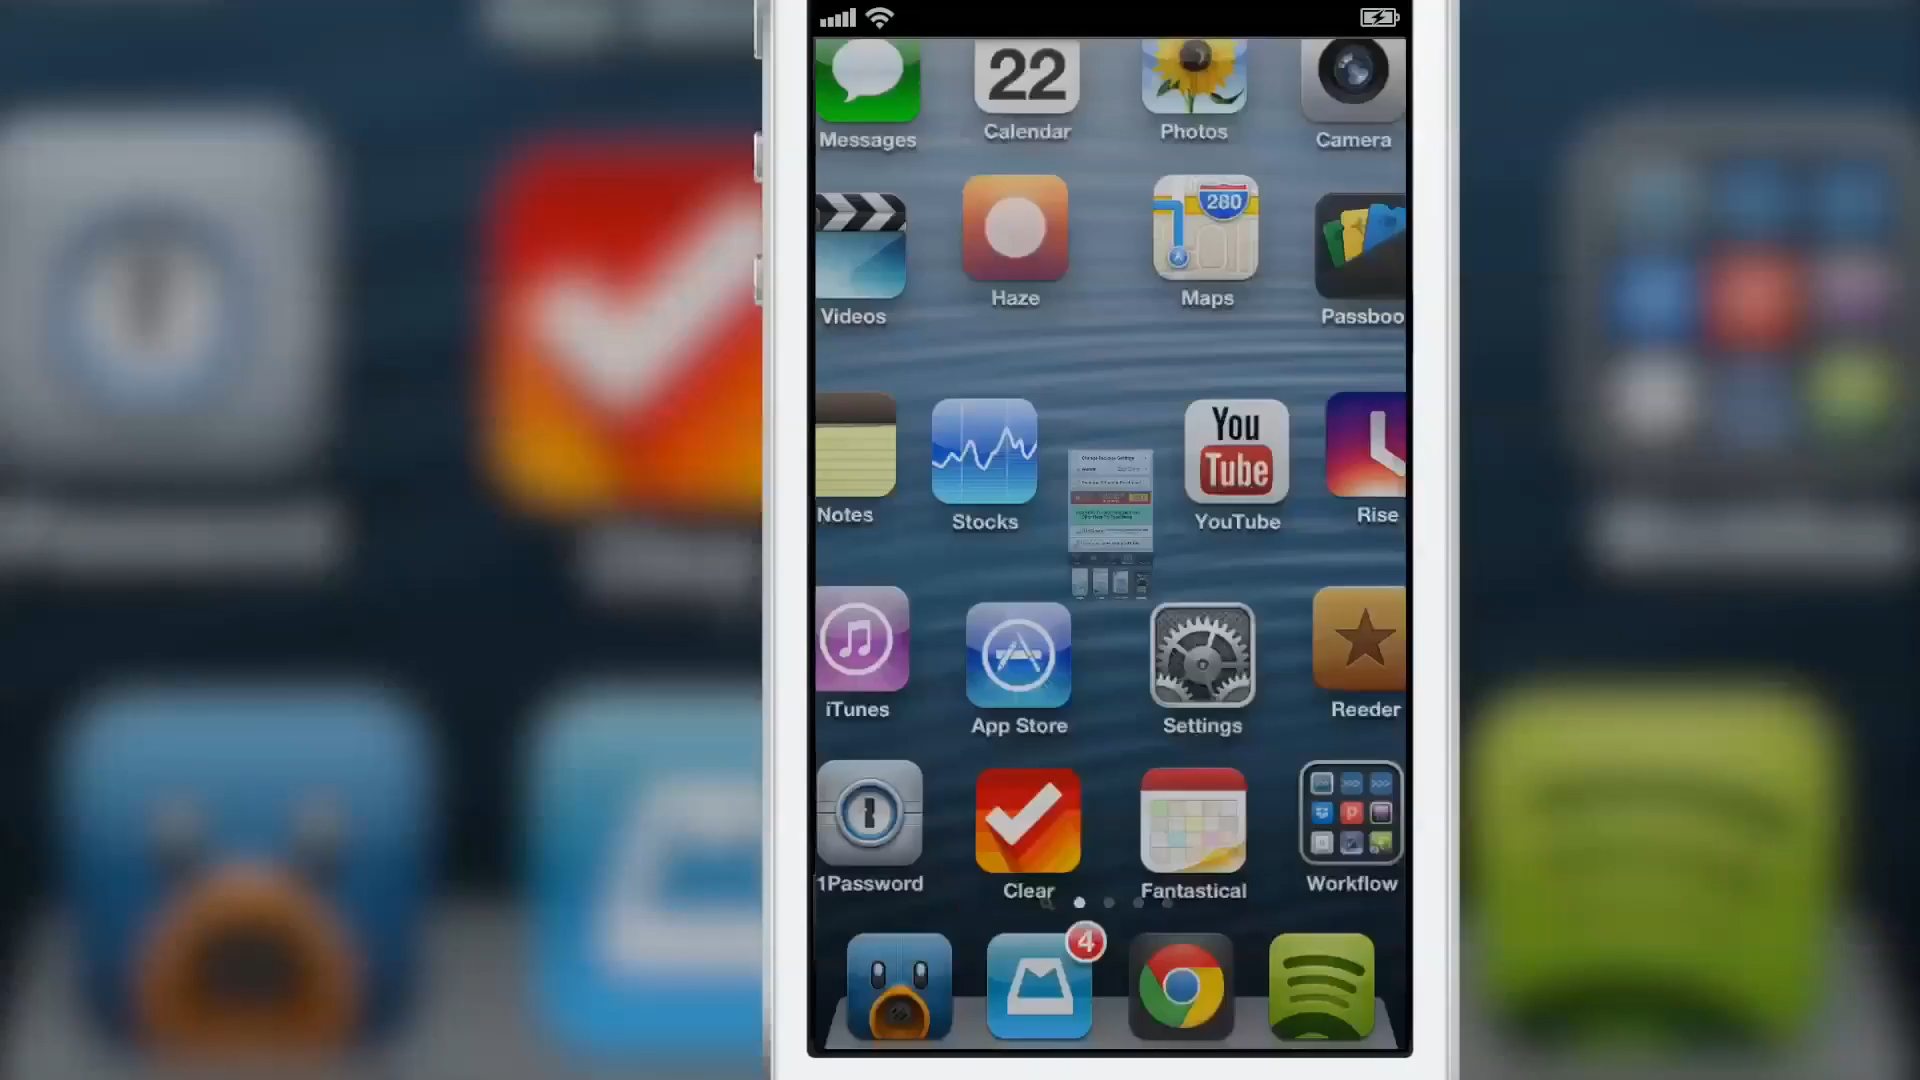 22
Messages
Calendar
Photos
Camera
280
Videos
Haze
Maps
Passboo
You
Tube
Notes
Stocks
YouTube
Rise
iTunes
App Store
Settings
Reeder
1Password
Clear
Fantastical
Workflow
4